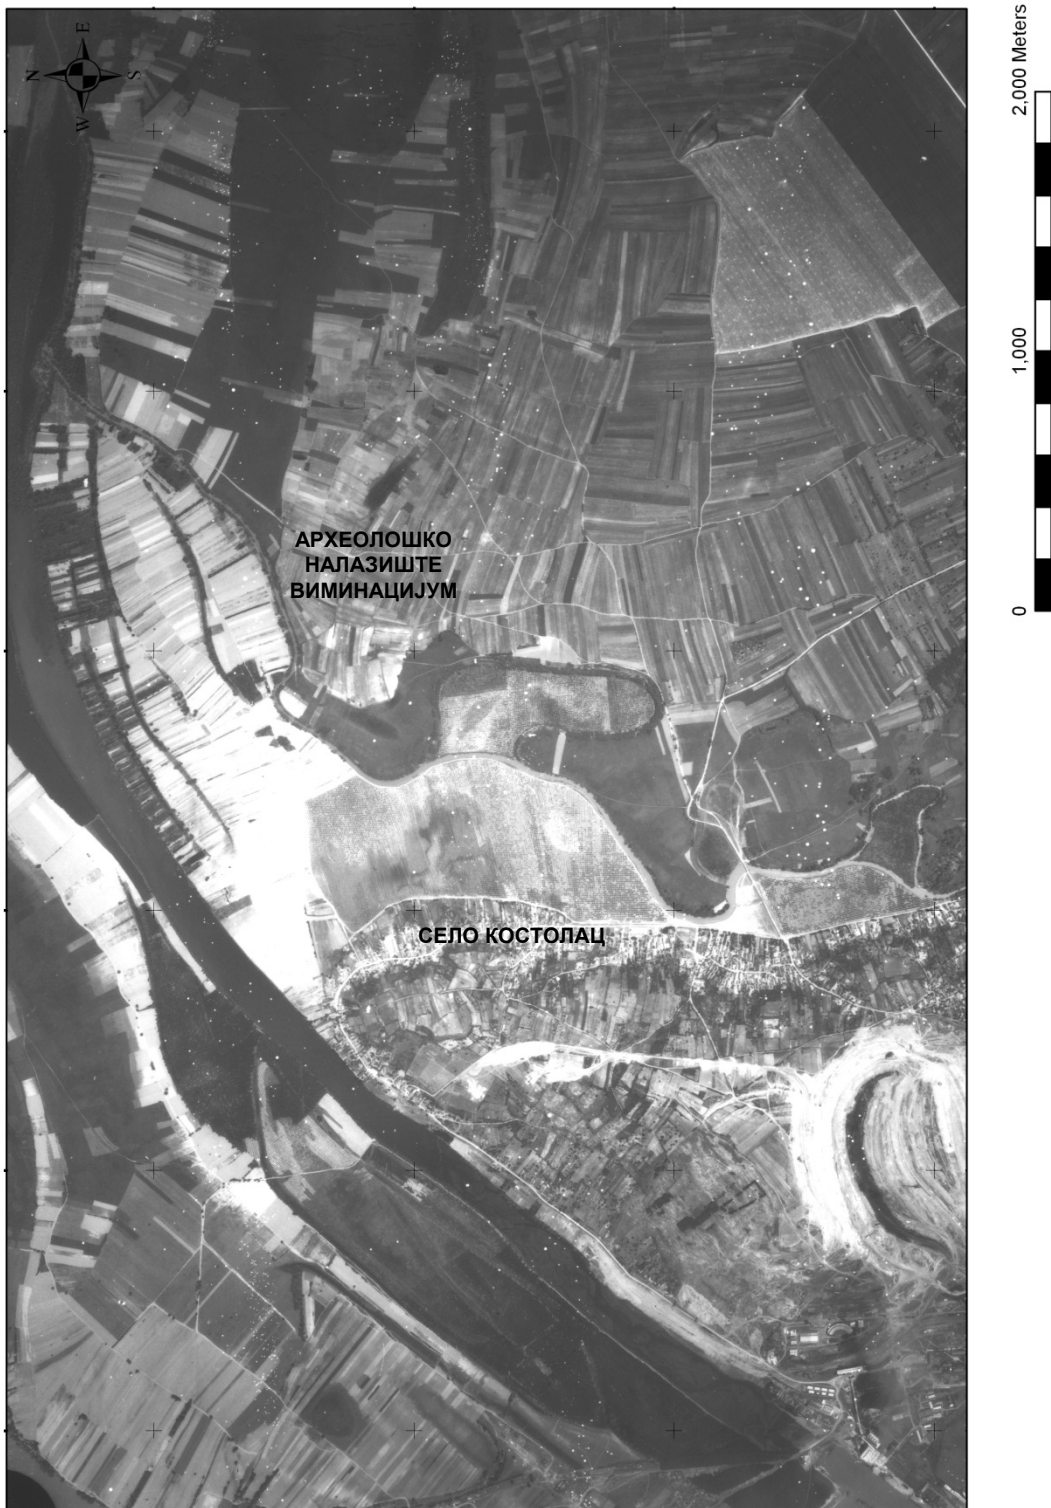 N
E
S
W
АРХЕОЛОШКО
НАЛАЗИШТЕ
ВИМИНАЦИЈУМ
СЕЛО КОСТОЛАЦ
0
1,000
2,000 Meters